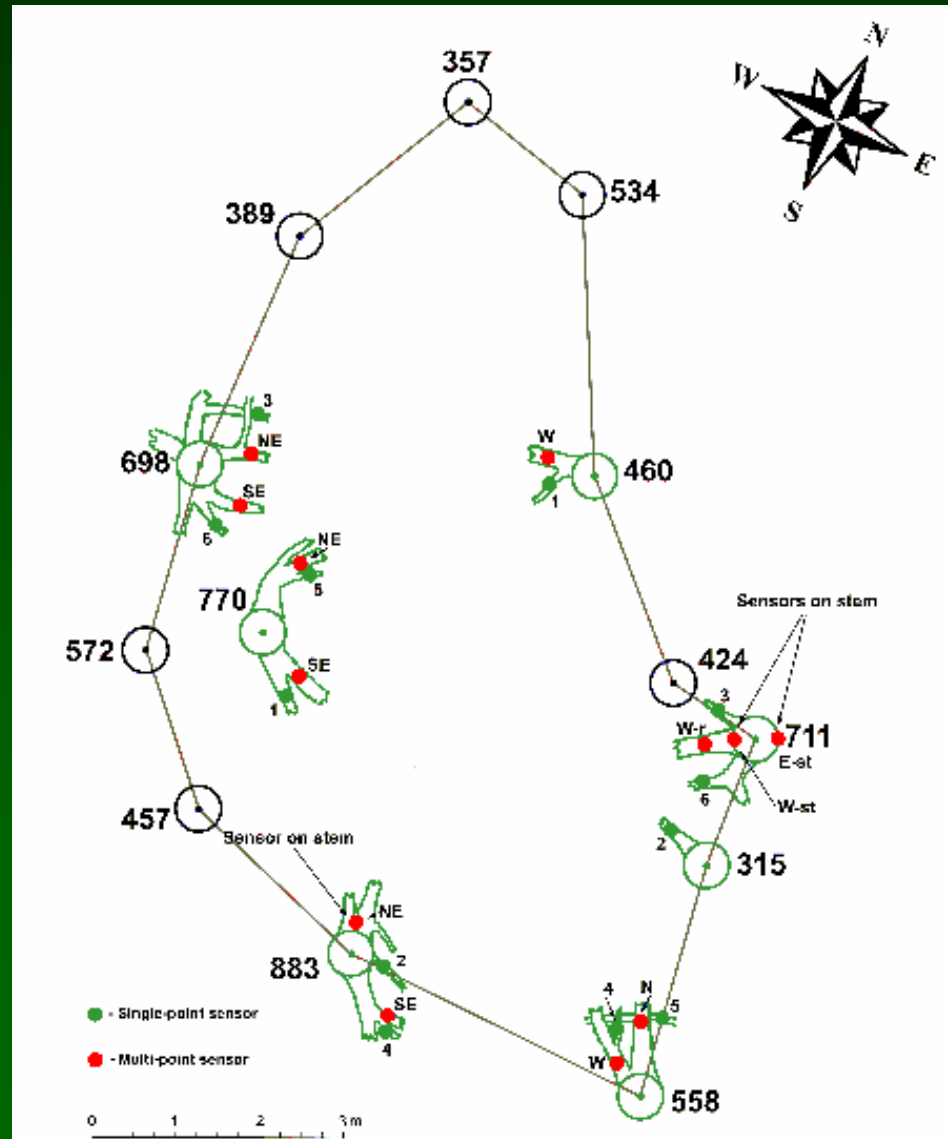 357
N
W
E
S
534
389
3
NE
698
SE
6
W
460
1
NE
5
770
SE
1
572
Sensors on stem
424
3
W-r
711
E-st
6
W-st
457
Sensor on stem
2
315
NE
883
2
SE
4
4
N
5
W
558
- Single-point sensor
- Multi-point sensor
0 1 2 3 m